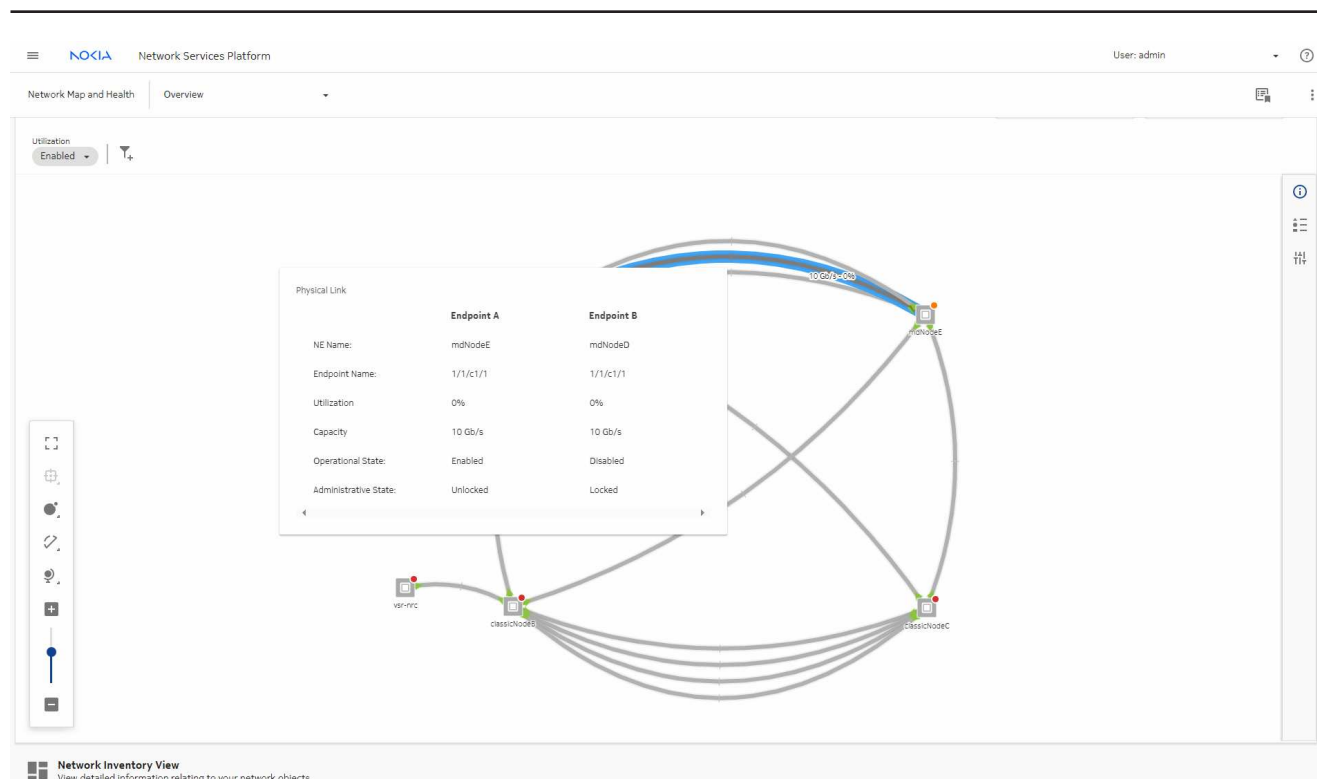 NOKIA Network Services Platform User: admin
Network Map and Health Overview
Utilization
Enabled
10 Gb/s - 0%
Physical Link
Endpoint A Endpoint B
NE Name: mdNodeE mdNodeD
Endpoint Name: 1/1/c1/1 1/1/c1/1
Utilization 0% 0%
Capacity 10 Gb/s 10 Gb/s
Operational State: Enabled Disabled
Administrative State: Unlocked Locked
mdNodeE
vsr-nrc
classicNodeB
classicNodeC
Network Inventory View
View detailed information relating to your network objects